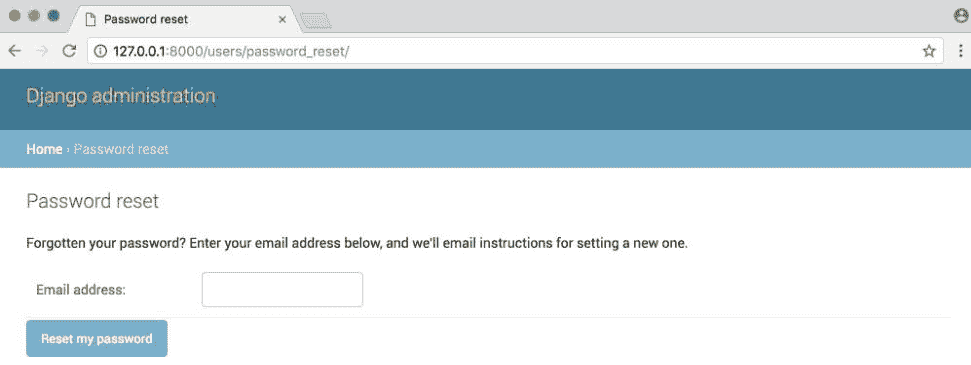 Password reset
127.0.0.1:8000/users/password_reset/
Django administration
Home › Password reset
Password reset
Forgotten your password? Enter your email address below, and we'll email instructions for setting a new one.
Email address:
Reset my password